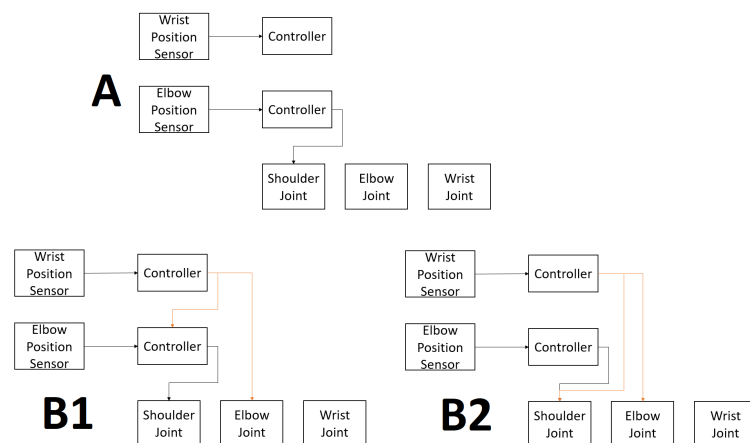 Wrist
Position
Sensor
Controller
A
Elbow
Position
Sensor
Controller
Shoulder
Joint
Elbow
Joint
Wrist
Joint
Wrist
Position
Sensor
Controller
Elbow
Position
Sensor
Controller
B1
Shoulder
Joint
Elbow
Joint
Wrist
Joint
Wrist
Position
Sensor
Controller
Elbow
Position
Sensor
Controller
B2
Shoulder
Joint
Elbow
Joint
Wrist
Joint